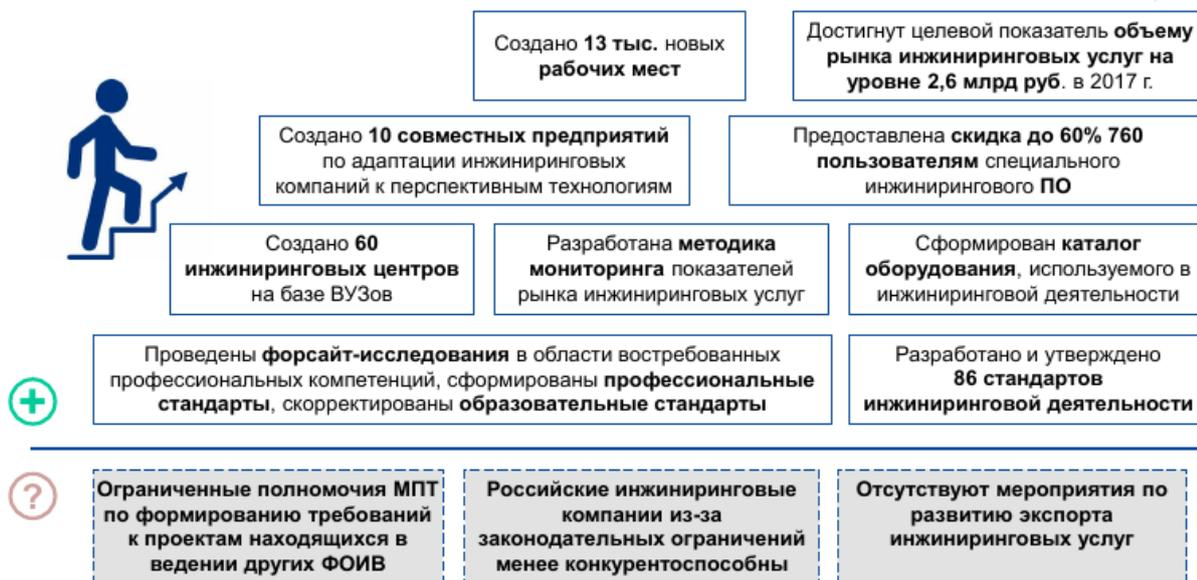 Создано 13 тыс. новых
рабочих мест
Достигнут целевой показатель объему
рынка инжиниринговых услуг на
уровне 2,6 млрд руб. в 2017 г.
Создано 10 совместных предприятий
по адаптации инжиниринговых
компаний к перспективным технологиям
Предоставлена скидка до 60% 760
пользователям специального
инжинирингового ПО
Создано 60
инжиниринговых центров
на базе ВУЗов
Разработана методика
мониторинга показателей
рынка инжиниринговых услуг
Сформирован каталог
оборудования, используемого в
инжиниринговой деятельности
Проведены форсайт-исследования в области востребованных
профессиональных компетенций, сформированы профессиональные
стандарты, скорректированы образовательные стандарты
Разработано и утверждено
86 стандартов
инжиниринговой деятельности
?
Ограниченные полномочия МПТ
по формированию требований
к проектам находящихся в
ведении других ФОИВ
Российские инжиниринговые
компании из-за
законодательных ограничений
менее конкурентоспособны
Отсутствуют мероприятия по
развитию экспорта
инжиниринговых услуг